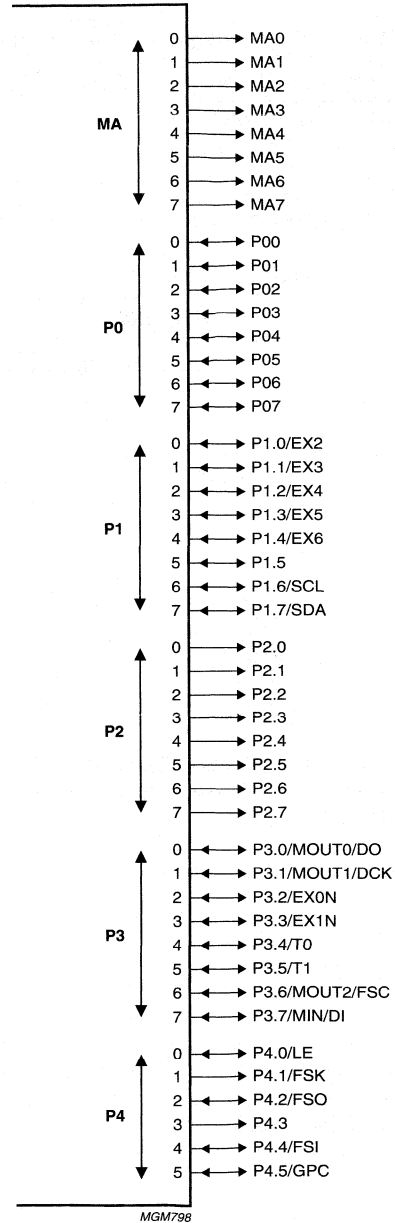 MA
0 MA0
1 MA1
2 MA2
3 MA3
4 MA4
5 MA5
6 MA6
7 MA7
P0
0 P00
1 P01
2 P02
3 P03
4 P04
5 P05
6 P06
7 P07
P1
0 P1.0/EX2
1 P1.1/EX3
2 P1.2/EX4
3 P1.3/EX5
4 P1.4/EX6
5 P1.5
6 P1.6/SCL
7 P1.7/SDA
P2
0 P2.0
1 P2.1
2 P2.2
3 P2.3
4 P2.4
5 P2.5
6 P2.6
7 P2.7
P3
0 P3.0/MOUT0/DO
1 P3.1/MOUT1/DCK
2 P3.2/EX0N
3 P3.3/EX1N
4 P3.4/T0
5 P3.5/T1
6 P3.6/MOUT2/FSC
7 P3.7/MIN/DI
P4
0 P4.0/LE
1 P4.1/FSK
2 P4.2/FSO
3 P4.3
4 P4.4/FSI
5 P4.5/GPC
MGM798